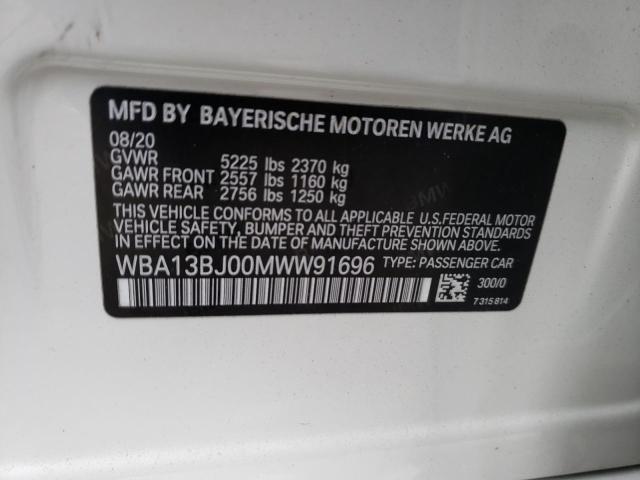 MFD BY BAYERISCHE MOTOREN WERKE AG
08/20
GVWR 5225 lbs 2370 kg
GAWR FRONT 2557 lbs 1160 kg
GAWR REAR 2756 lbs 1250 kg
THIS VEHICLE CONFORMS TO ALL APPLICABLE U.S.FEDERAL MOTOR
VEHICLE SAFETY, BUMPER AND THEFT PREVENTION STANDARDS
IN EFFECT ON THE DATE OF MANUFACTURE SHOWN ABOVE.
WBA13BJ00MWW91696 TYPE: PASSENGER CAR
300/0
7315814